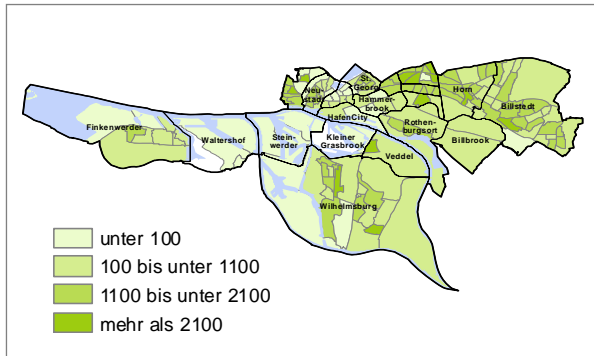 St.
Georg
Neu-
stadt
Hammer-
brook
Horn
Billstedt
HafenCity
Finkenwerder
Waltershof
Stein-
werder
Kleiner
Grasbrook
Rothen-
burgsort
Billbrook
Veddel
Wilhelmsburg
unter 100
100 bis unter 1100
1100 bis unter 2100
mehr als 2100